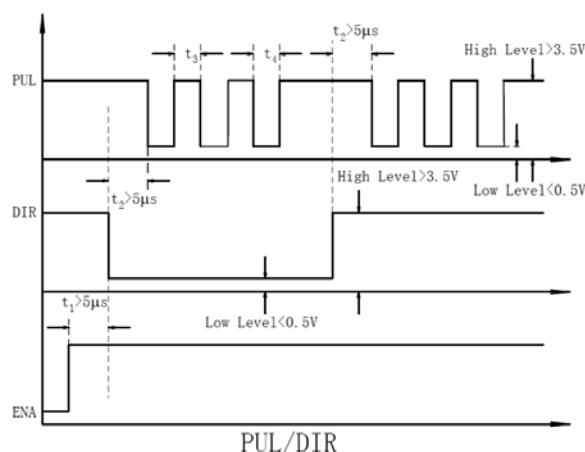 t₃
t₄
t₂>5μs
High Level>3.5V
PUL
Low Level<0.5V
t₂>5μs
High Level>3.5V
DIR
t₁>5μs
Low Level<0.5V
ENA
PUL/DIR